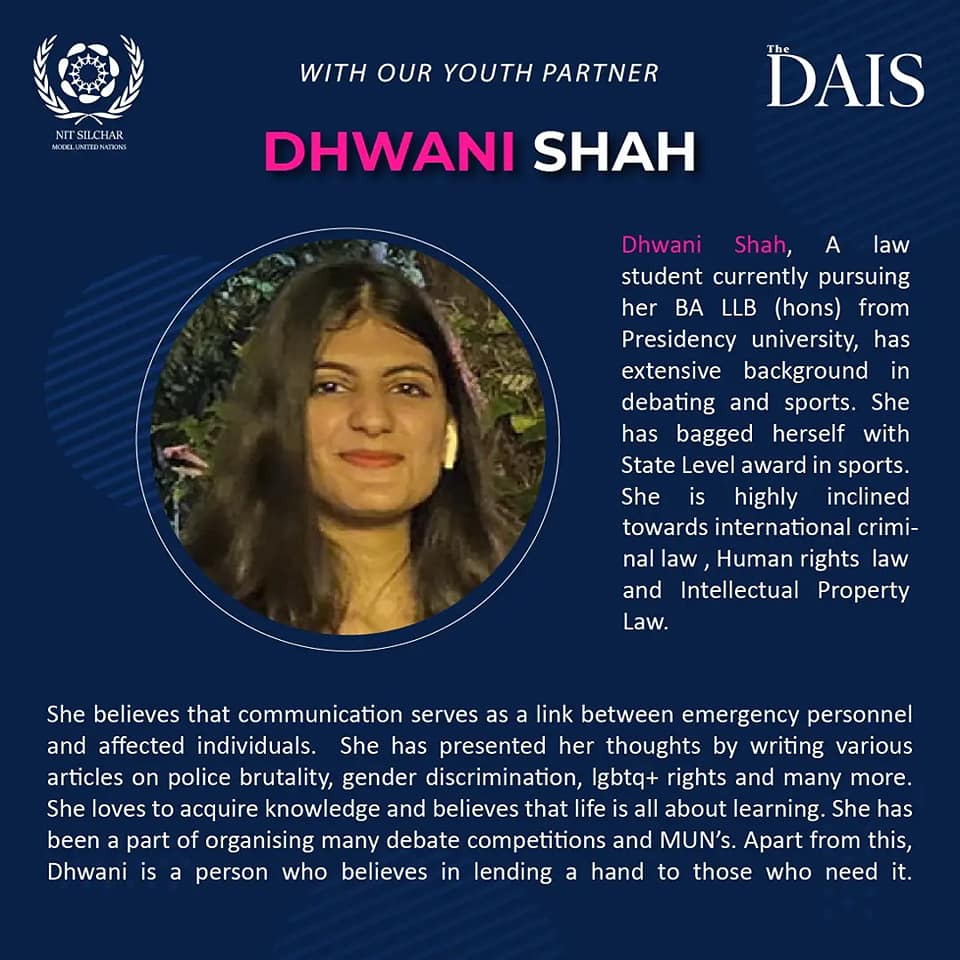 NIT SILCHAR
MODEL UNITED NATIONS
WITH OUR YOUTH PARTNER
The
DAIS
DHWANI SHAH
Dhwani Shah, A law
student currently pursuing
her BA LLB (hons) from
Presidency university, has
extensive background in
debating and sports. She
has bagged herself with
State Level award in sports.
She is highly inclined
towards international crimi-
nal law , Human rights law
and Intellectual Property
Law.
She believes that communication serves as a link between emergency personnel
and affected individuals. She has presented her thoughts by writing various
articles on police brutality, gender discrimination, lgbtq+ rights and many more.
She loves to acquire knowledge and believes that life is all about learning. She has
been a part of organising many debate competitions and MUN’s. Apart from this,
Dhwani is a person who believes in lending a hand to those who need it.